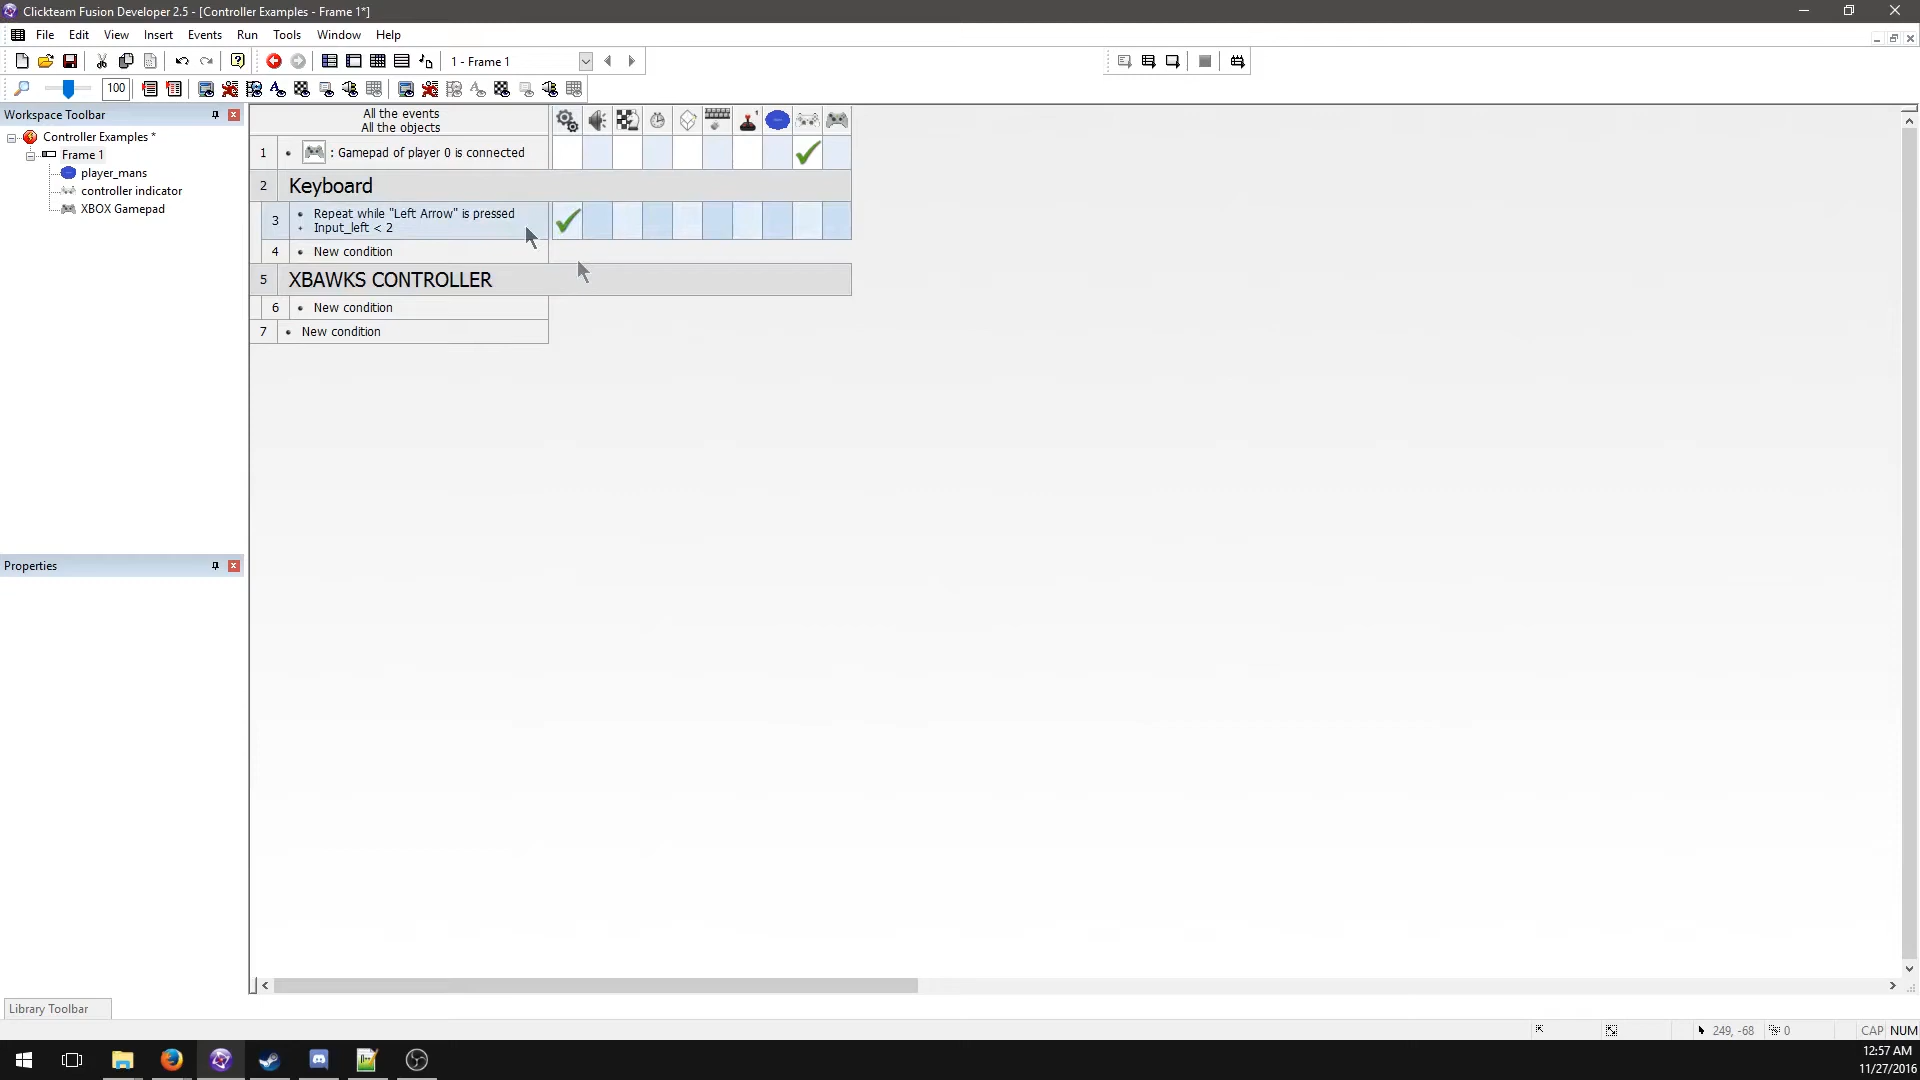 Clickteam Fusion Developer 2.5 - [Controller Examples - Frame 1*]
File Edit View Insert Events Run Tools Window Help
1 - Frame 1
100
Workspace Toolbar
Controller Examples *
Frame 1
player_mans
controller indicator
XBOX Gamepad
All the events
All the objects
1 : Gamepad of player 0 is connected
2 Keyboard
3 Repeat while "Left Arrow" is pressed
Input_left < 2
4 New condition
5 XBAWKS CONTROLLER
6 New condition
7 New condition
Properties
Library Toolbar
249, -68 0 CAP NUM
12:57 AM
11/27/2016